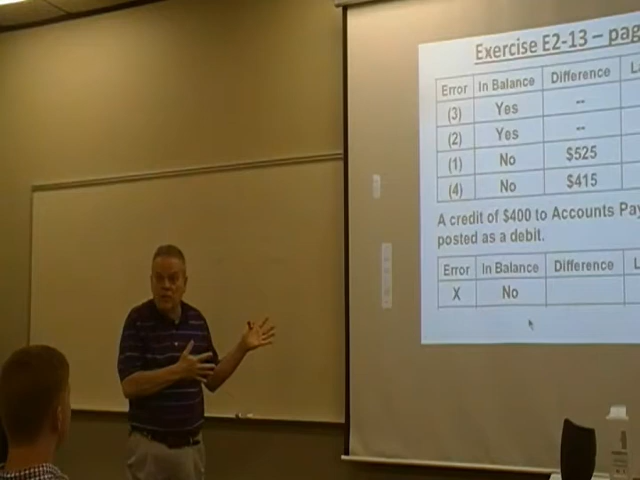 Exercise E2-13 – pag
Error In Balance Difference
(3) Yes --
(2) Yes --
(1) No $525
(4) No $415
A credit of $400 to Accounts Pay
posted as a debit.
Error In Balance Difference L
X No